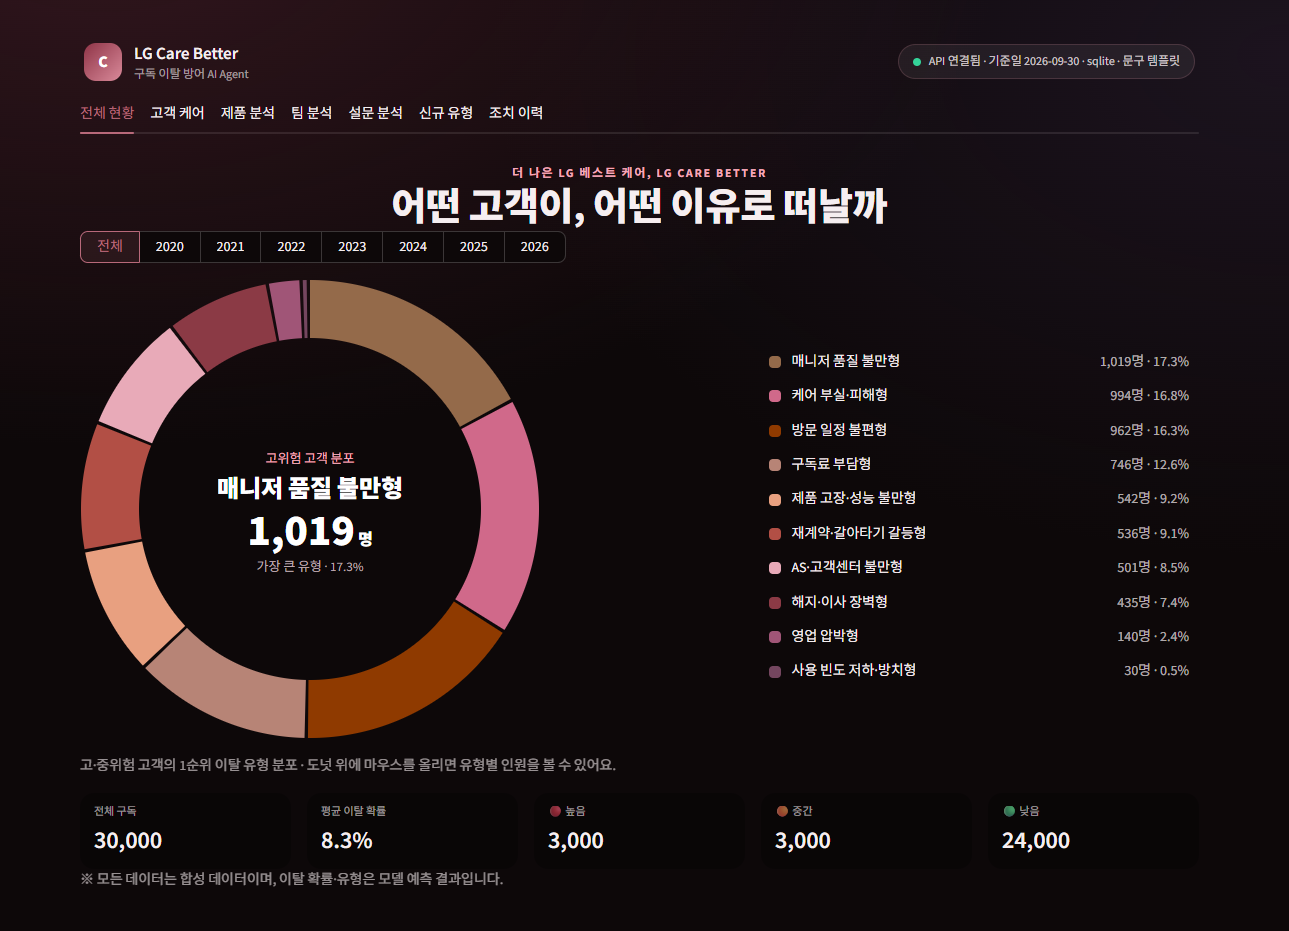 C
LG Care Better
구독 이탈 방어 AI Agent
API 연결됨 · 기준일 2026-09-30 · sqlite · 문구 템플릿
전체 현황 고객 케어 제품 분석 팀 분석 설문 분석 신규 유형 조치 이력
더 나은 LG 베스트 케어, LG CARE BETTER
어떤 고객이, 어떤 이유로 떠날까
전체 2020 2021 2022 2023 2024 2025 2026
고위험 고객 분포
매니저 품질 불만형
1,019 명
가장 큰 유형 · 17.3%
매니저 품질 불만형 1,019명 · 17.3%
케어 부실·피해형 994명 · 16.8%
방문 일정 불편형 962명 · 16.3%
구독료 부담형 746명 · 12.6%
제품 고장·성능 불만형 542명 · 9.2%
재계약·갈아타기 갈등형 536명 · 9.1%
AS·고객센터 불만형 501명 · 8.5%
해지·이사 장벽형 435명 · 7.4%
영업 압박형 140명 · 2.4%
사용 빈도 저하·방치형 30명 · 0.5%
고·중위험 고객의 1순위 이탈 유형 분포 · 도넛 위에 마우스를 올리면 유형별 인원을 볼 수 있어요.
전체 구독 평균 이탈 확률 높음 중간 낮음
30,000 8.3% 3,000 3,000 24,000
※ 모든 데이터는 합성 데이터이며, 이탈 확률·유형은 모델 예측 결과입니다.